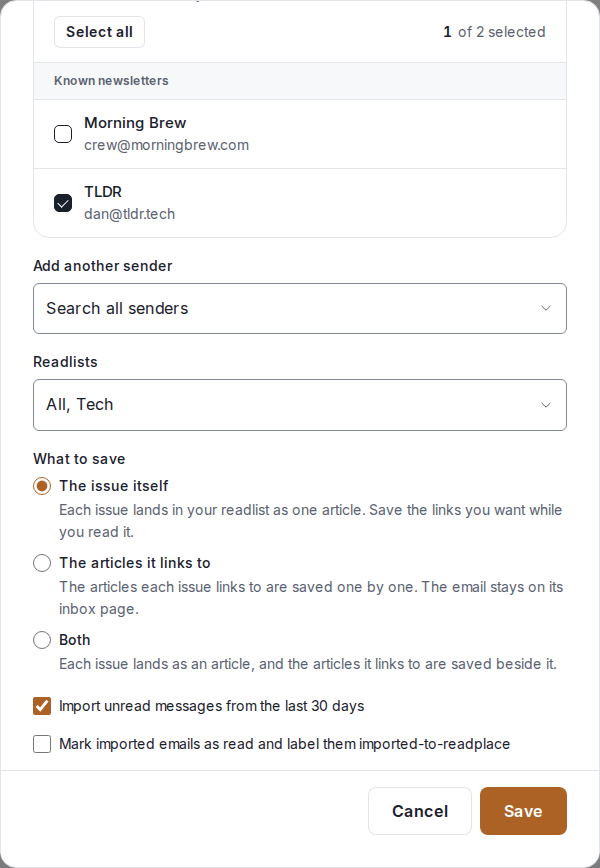 Select all
1 of 2 selected
Known newsletters
Morning Brew
crew@morningbrew.com
TLDR
dan@tldr.tech
Add another sender
Search all senders
Readlists
All, Tech
What to save
The issue itself
Each issue lands in your readlist as one article. Save the links you want while
you read it.
The articles it links to
The articles each issue links to are saved one by one. The email stays on its
inbox page.
Both
Each issue lands as an article, and the articles it links to are saved beside it.
Import unread messages from the last 30 days
Mark imported emails as read and label them imported-to-readplace
Cancel
Save